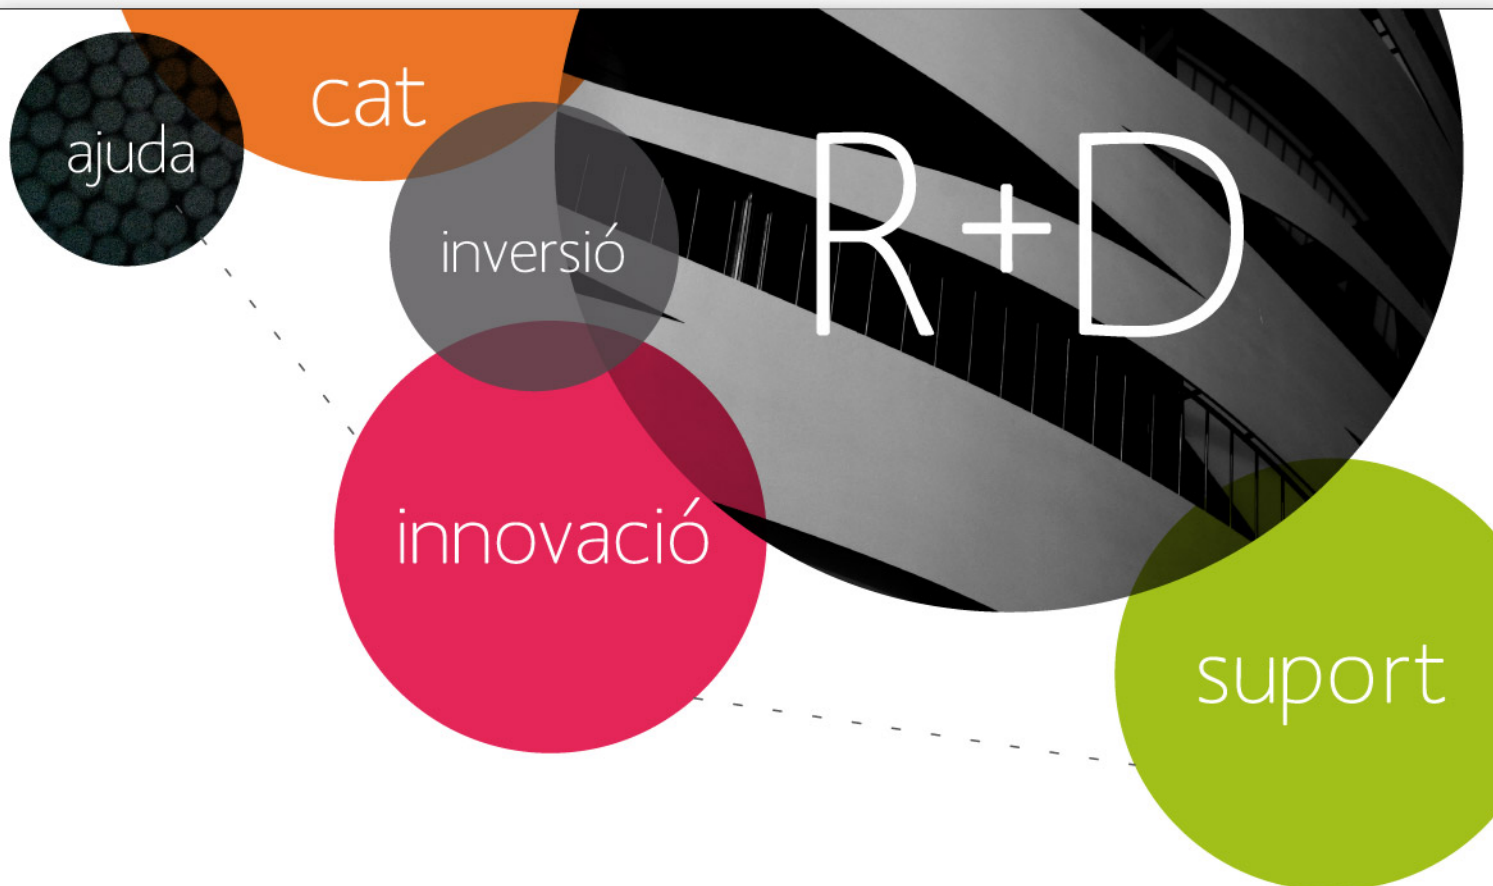 cat
ajuda
R+D
inversió
innovació
suport